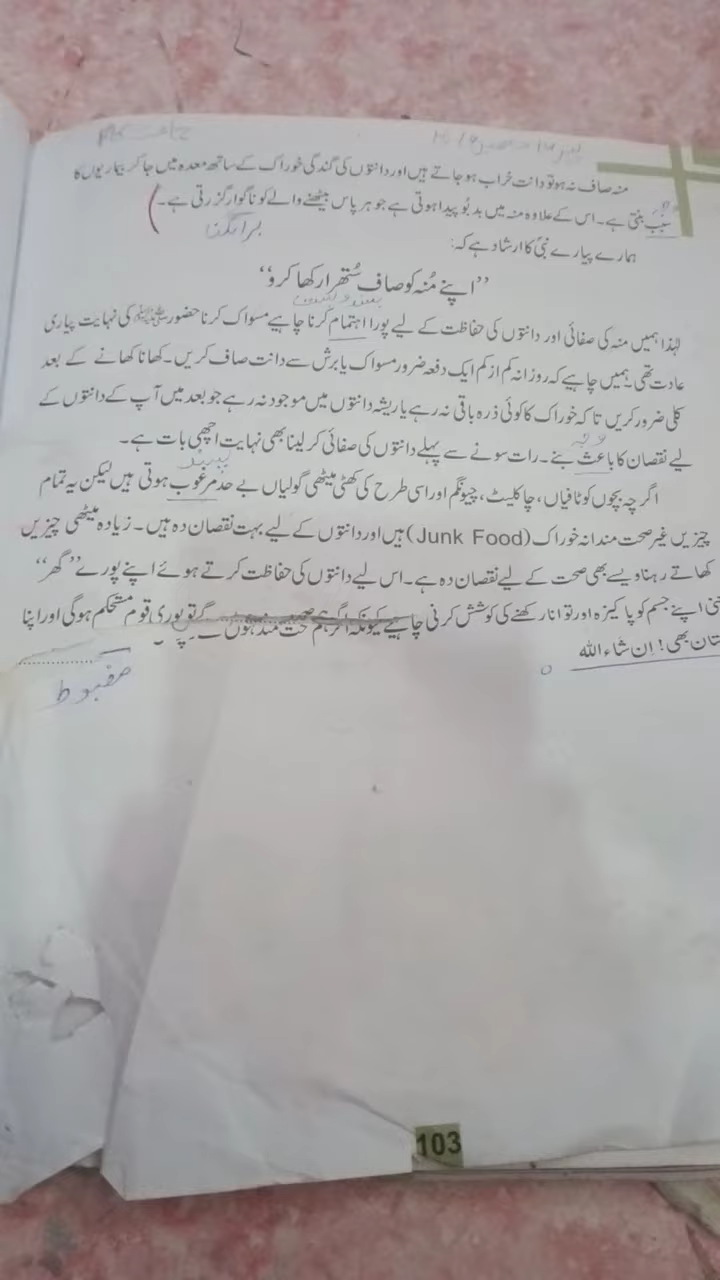 منہ صاف نہ ہو تو دانت خراب ہو جاتے ہیں اور دانتوں کی گندگی خوراک کے ساتھ معدہ میں جا کر بیماریوں کا
سبب بنتی ہے۔ اس کے علاوہ منہ میں بدبُو پیدا ہوتی ہے جو ہر پاس بیٹھنے والے کو ناگوار گزرتی ہے۔
برا لگنا
ہمارے پیارے نبیؐ کا ارشاد ہے کہ:
”اپنے مُنہ کو صاف سُتھرا رکھا کرو“
لہٰذا ہمیں منہ کی صفائی اور دانتوں کی حفاظت کے لیے پورا اہتمام کرنا چاہیے مسواک کرنا حضور ﷺ کی نہایت پیاری
عادت تھی۔ ہمیں چاہیے کہ روزانہ کم از کم ایک دفعہ ضرور مسواک یا برش سے دانت صاف کریں۔ کھانا کھانے کے بعد
کلی ضرور کریں تا کہ خوراک کا کوئی ذرہ باقی نہ رہے یا ریشہ دانتوں میں موجود نہ رہے جو بعد میں آپ کے دانتوں کے
وجہ
لیے نقصان کا باعث بنے۔ رات سونے سے پہلے دانتوں کی صفائی کر لینا بھی نہایت اچھی بات ہے۔
اگرچہ بچوں کو ٹافیاں، چاکلیٹ، چیونگم اور اسی طرح کی کھٹی میٹھی گولیاں بے حد مرغوب ہوتی ہیں لیکن یہ تمام
چیزیں غیر صحت مندانہ خوراک (Junk Food) ہیں اور دانتوں کے لیے بہت نقصان دہ ہیں۔ زیادہ میٹھی چیزیں
کھاتے رہنا ویسے بھی صحت کے لیے نقصان دہ ہے۔ اس لیے دانتوں کی حفاظت کرتے ہوئے اپنے پورے ”گھر“
اپنے جسم کو پاکیزہ اور توانا رکھنے کی کوشش کرنی چاہیے کیونکہ اگر ہم صحت مند ہوں گے تو پوری قوم مستحکم ہوگی اور اپنا
بھی! اِن شاء اللہ
مضبوط
103